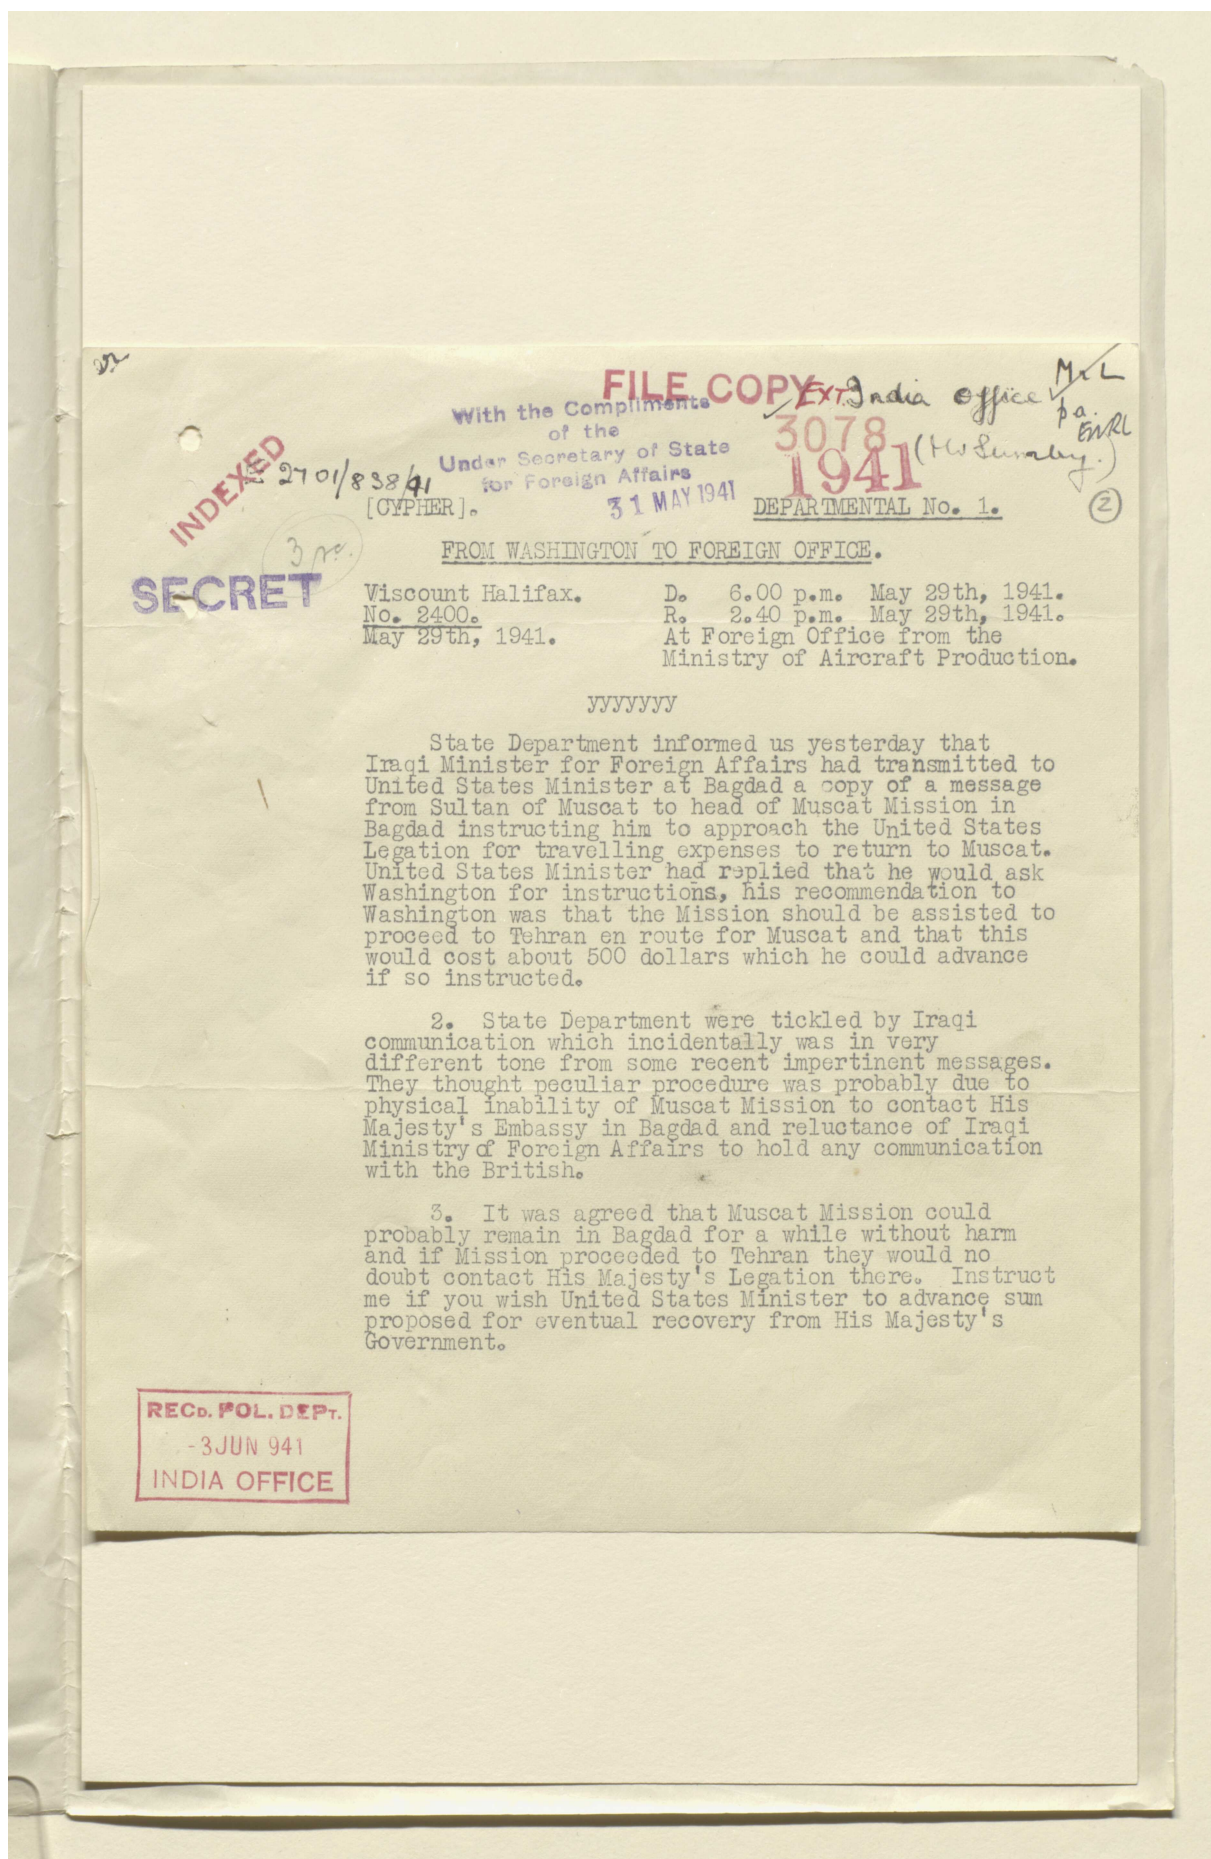 FILE COPY
EXT. India Office
Mr L
p.a.
EWRL
With the Compliments
of the
Under Secretary of State
for Foreign Affairs
31 MAY 1941
3078
1941
INDEXED
E 2701/838/41
[CYPHER].
DEPARTMENTAL No. 1.
2
FROM WASHINGTON TO FOREIGN OFFICE.
SECRET
Viscount Halifax. D. 6.00 p.m. May 29th, 1941.
No. 2400. R. 2.40 p.m. May 29th, 1941.
May 29th, 1941. At Foreign Office from the
Ministry of Aircraft Production.
yyyyyyy
State Department informed us yesterday that
Iraqi Minister for Foreign Affairs had transmitted to
United States Minister at Bagdad a copy of a message
from Sultan of Muscat to head of Muscat Mission in
Bagdad instructing him to approach the United States
Legation for travelling expenses to return to Muscat.
United States Minister had replied that he would ask
Washington for instructions, his recommendation to
Washington was that the Mission should be assisted to
proceed to Tehran en route for Muscat and that this
would cost about 500 dollars which he could advance
if so instructed.
2. State Department were tickled by Iraqi
communication which incidentally was in very
different tone from some recent impertinent messages.
They thought peculiar procedure was probably due to
physical inability of Muscat Mission to contact His
Majesty's Embassy in Bagdad and reluctance of Iraqi
Ministry of Foreign Affairs to hold any communication
with the British.
3. It was agreed that Muscat Mission could
probably remain in Bagdad for a while without harm
and if Mission proceeded to Tehran they would no
doubt contact His Majesty's Legation there. Instruct
me if you wish United States Minister to advance sum
proposed for eventual recovery from His Majesty's
Government.
RECD. POL. DEPT.
-3 JUN 941
INDIA OFFICE